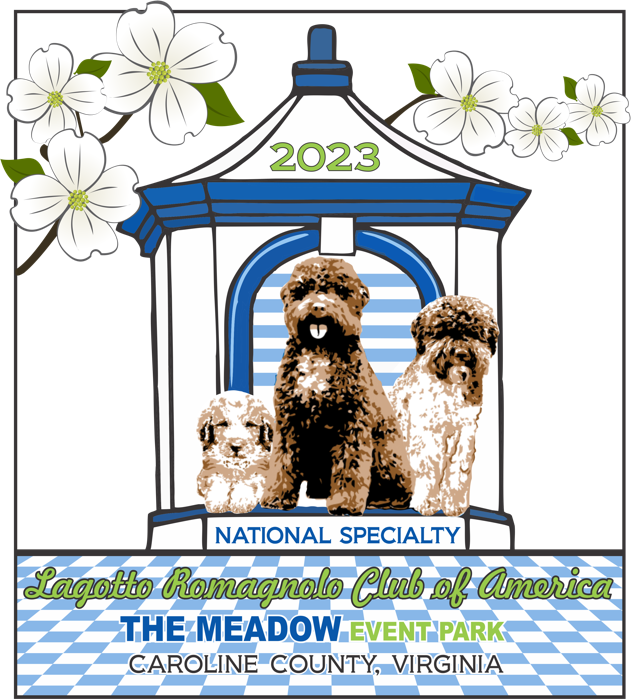 2023
NATIONAL SPECIALTY
Lagotto Romagnolo Club of America
THE MEADOW EVENT PARK
CAROLINE COUNTY, VIRGINIA